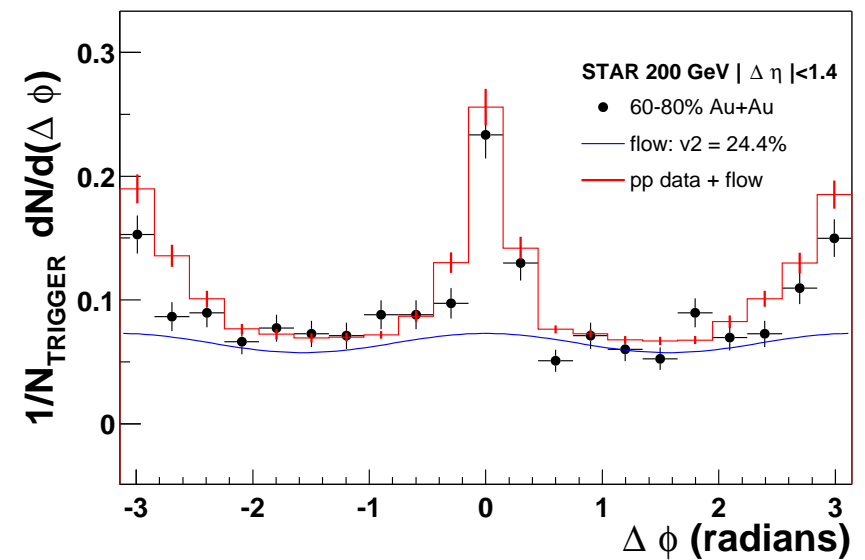 1/N_TRIGGER dN/d(Δ ϕ)
0.3
0.2
0.1
0
STAR 200 GeV | Δ η |<1.4
60-80% Au+Au
flow: v2 = 24.4%
pp data + flow
-3 -2 -1 0 1 2 3
Δ ϕ (radians)